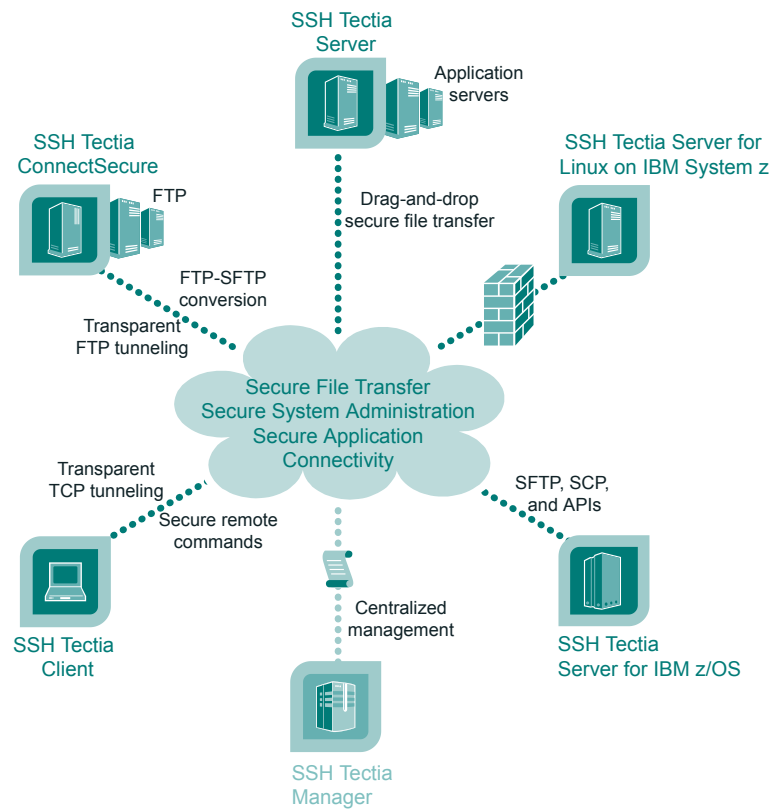 SSH Tectia
Server
Application
servers
SSH Tectia
ConnectSecure
FTP
SSH Tectia Server for
Linux on IBM System z
Drag-and-drop
secure file transfer
FTP-SFTP
conversion
Transparent
FTP tunneling
Secure File Transfer
Secure System Administration
Secure Application
Connectivity
Transparent
TCP tunneling
Secure remote
commands
SFTP, SCP,
and APIs
Centralized
management
SSH Tectia
Client
SSH Tectia
Server for IBM z/OS
SSH Tectia
Manager